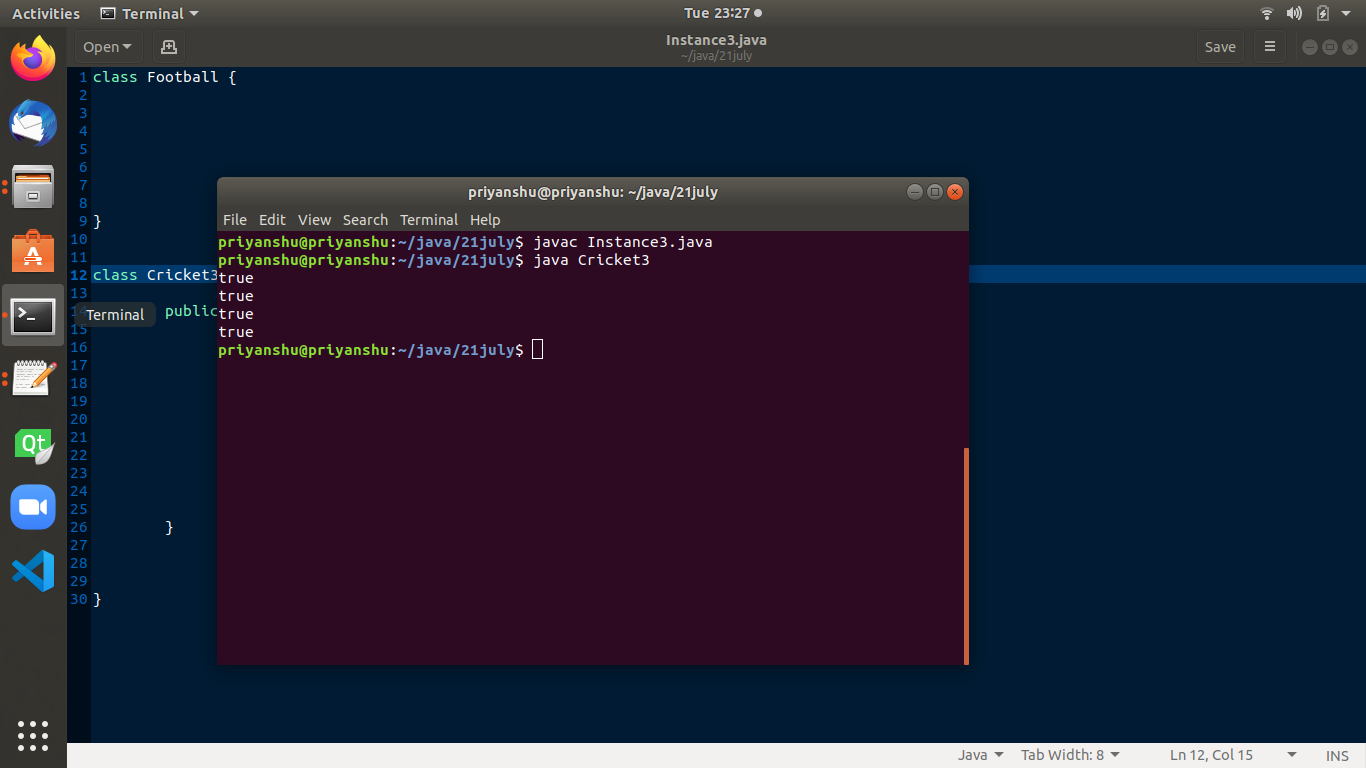 Activities Terminal Tue 23:27
Open Instance3.java Save
~/java/21july
1 class Football {
2
3
4
5
6
7
8
9 }
10
11
12 class Cricket3
13
14 public
15
16
17
18
19
20
21
22
23
24
25
26 }
27
28
29
30 }
Terminal
priyanshu@priyanshu: ~/java/21july
File Edit View Search Terminal Help
priyanshu@priyanshu:~/java/21july$ javac Instance3.java
priyanshu@priyanshu:~/java/21july$ java Cricket3
true
true
true
true
priyanshu@priyanshu:~/java/21july$
Qt
Java Tab Width: 8 Ln 12, Col 15 INS